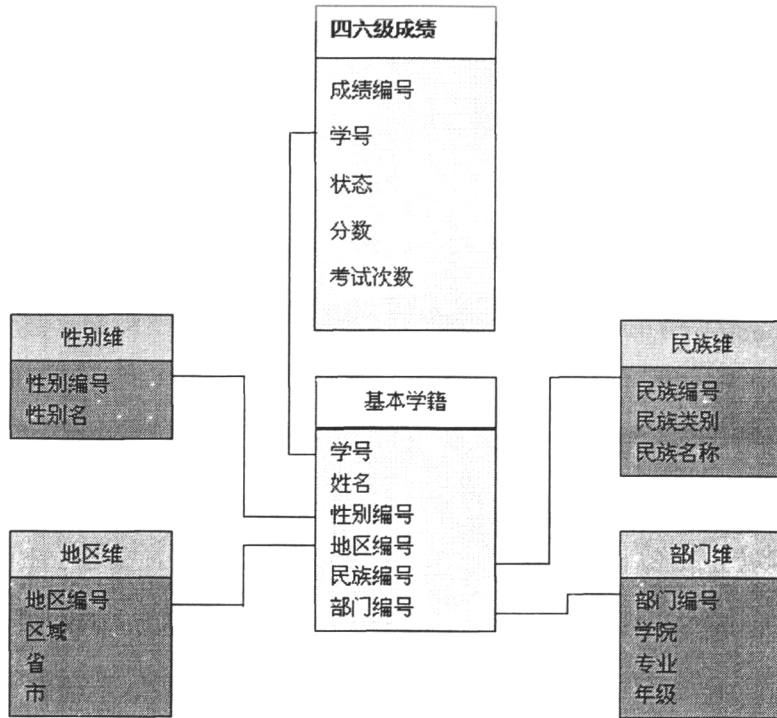 四六级成绩
成绩编号
学号
状态
分数
考试次数
性别维
性别编号
性别名
民族维
民族编号
民族类别
民族名称
基本学籍
学号
姓名
性别编号
地区编号
民族编号
部门编号
地区维
地区编号
区域
省
市
部门维
部门编号
学院
专业
年级